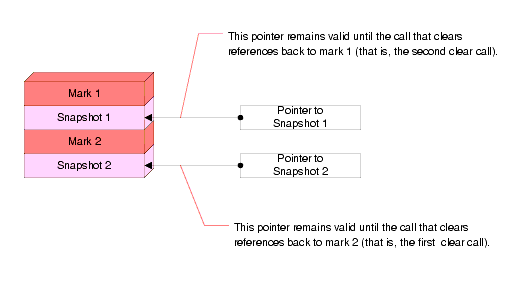 This pointer remains valid until the call that clears
references back to mark 1 (that is, the second clear call).
Mark 1
Snapshot 1
Pointer to
Snapshot 1
Mark 2
Snapshot 2
Pointer to
Snapshot 2
This pointer remains valid until the call that clears
references back to mark 2 (that is, the first clear call).